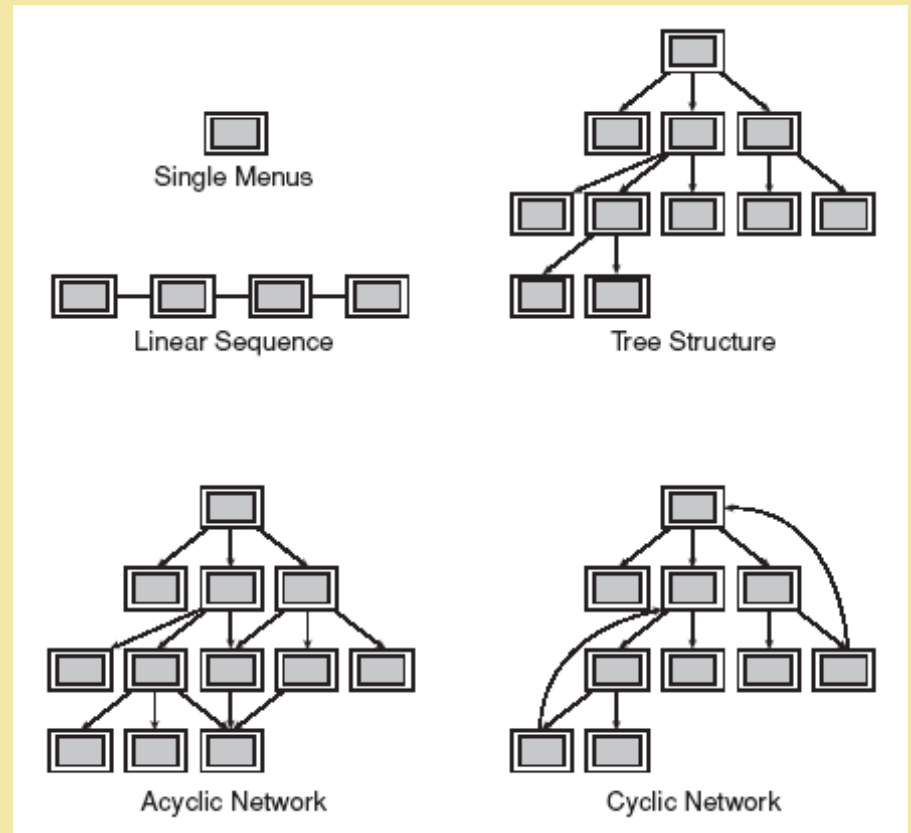 Single Menus
Linear Sequence
Tree Structure
Acyclic Network
Cyclic Network